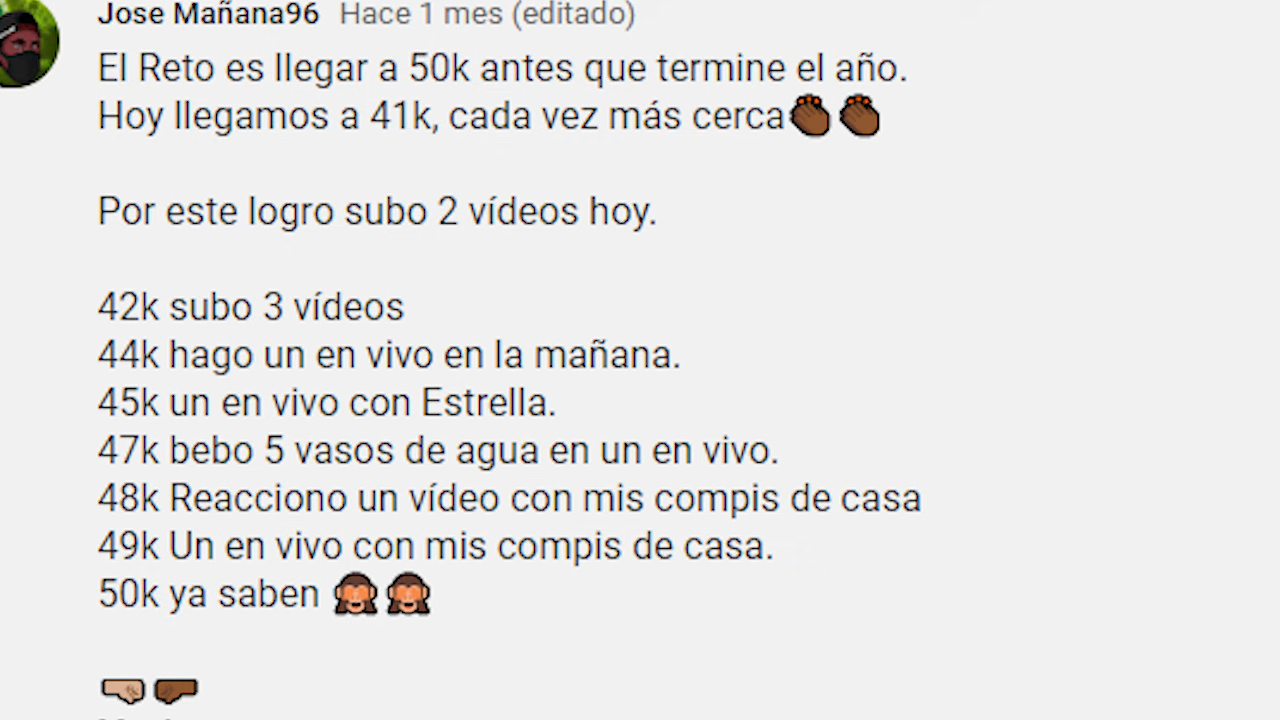 Jose Mañana96 Hace 1 mes (editado)
El Reto es llegar a 50k antes que termine el año.
Hoy llegamos a 41k, cada vez más cerca👏🏾👏🏾
Por este logro subo 2 vídeos hoy.
42k subo 3 vídeos
44k hago un en vivo en la mañana.
45k un en vivo con Estrella.
47k bebo 5 vasos de agua en un en vivo.
48k Reacciono un vídeo con mis compis de casa
49k Un en vivo con mis compis de casa.
50k ya saben 🙈🙈
🤜🏼🤛🏾